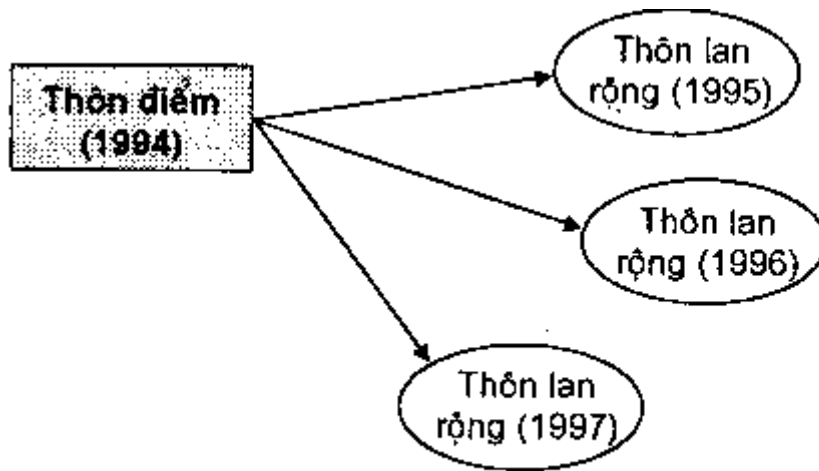 Thôn điểm
(1994)
Thôn lan
rộng (1995)
Thôn lan
rộng (1996)
Thôn lan
rộng (1997)